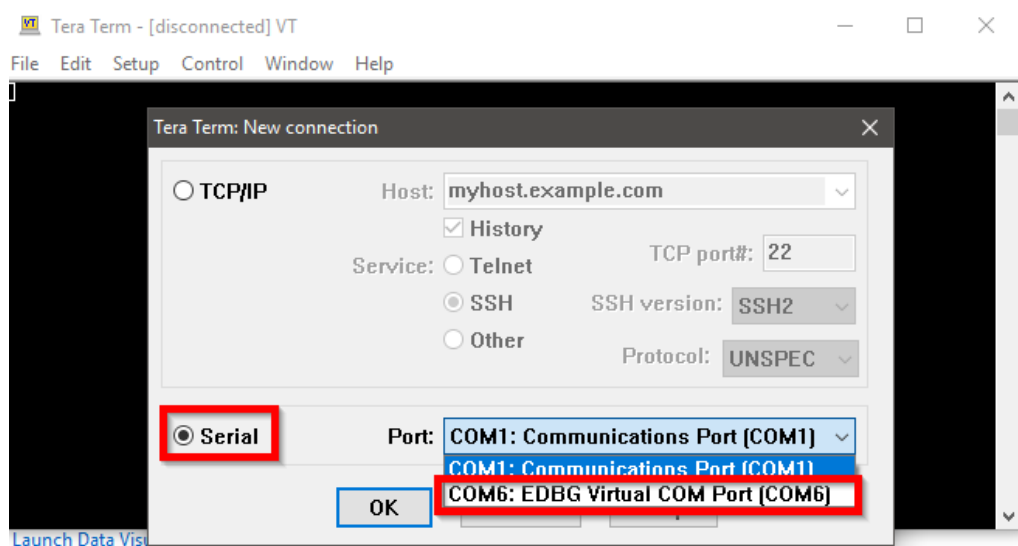 Tera Term - [disconnected] VT
File Edit Setup Control Window Help
Tera Term: New connection
TCP/IP Host: myhost.example.com
History
Service: Telnet TCP port#: 22
SSH SSH version: SSH2
Other Protocol: UNSPEC
Serial Port: COM1: Communications Port (COM1)
COM1: Communications Port (COM1)
COM6: EDBG Virtual COM Port (COM6)
OK
Launch Data